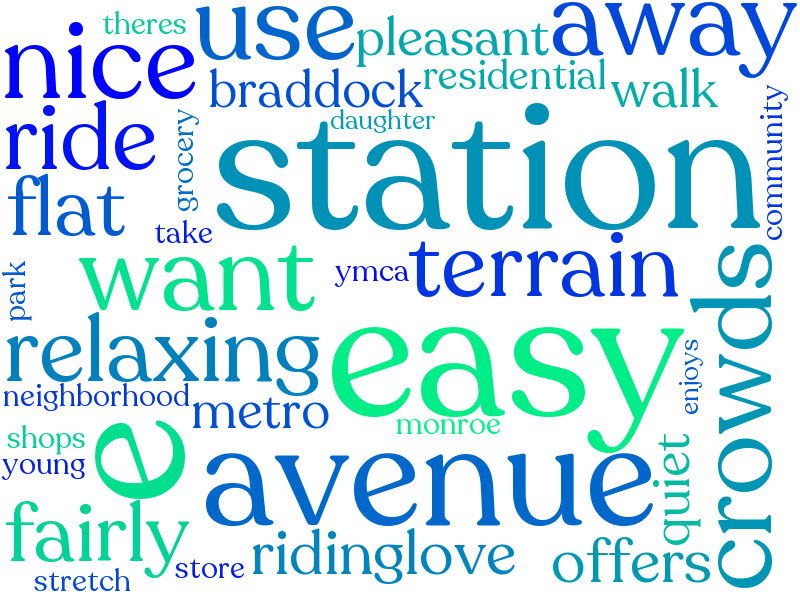 theres
nice
use
pleasant
away
braddock
residential
walk
ride
grocery
daughter
station
community
flat
take
want
ymca
terrain
park
relaxing
easy
crowds
neighborhood
metro
monroe
enjoys
shops
young
e
avenue
quiet
fairly
ridinglove
offers
stretch
store